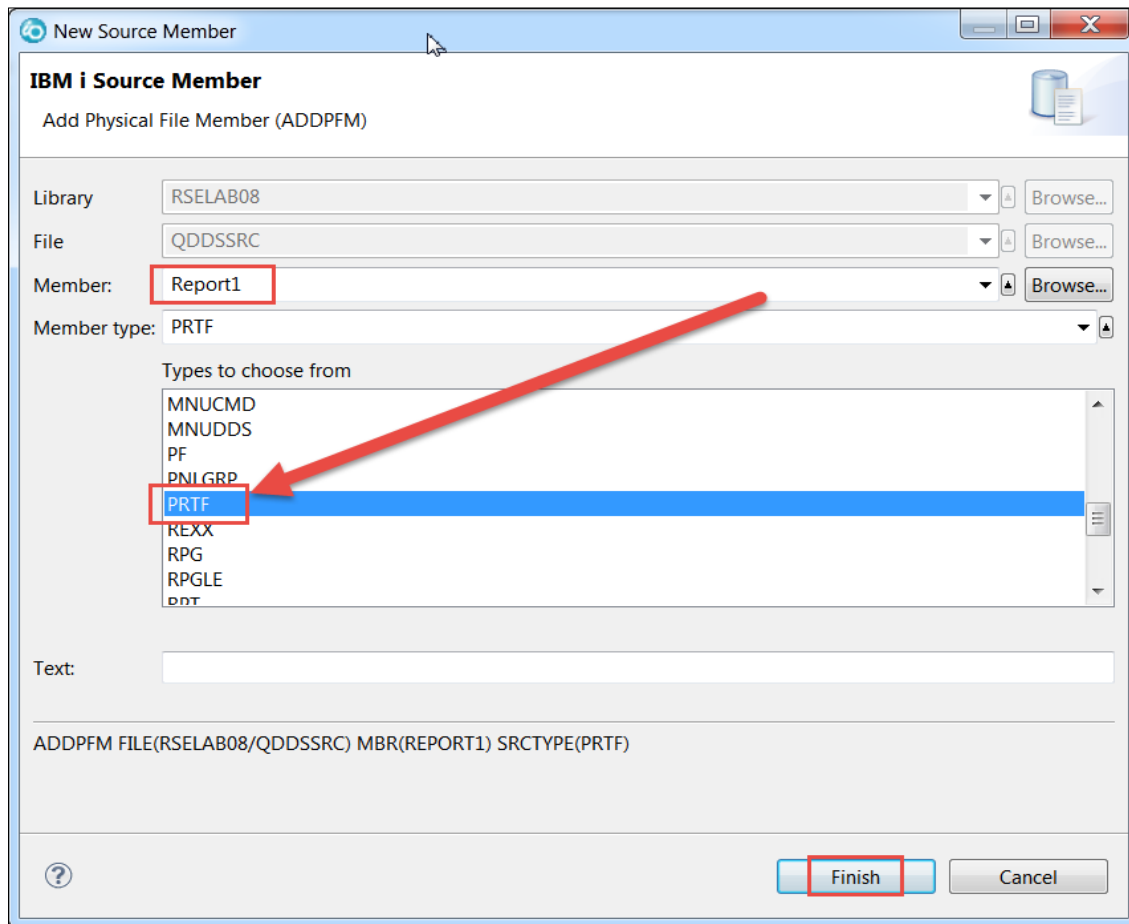 New Source Member
IBM i Source Member
Add Physical File Member (ADDPFM)
Library RSELAB08 Browse...
File QDDSSRC Browse...
Member: Report1 Browse...
Member type: PRTF
Types to choose from
MNUCMD
MNUDDS
PF
PNLGRP
PRTF
REXX
RPG
RPGLE
RPT
Text:
ADDPFM FILE(RSELAB08/QDDSSRC) MBR(REPORT1) SRCTYPE(PRTF)
? Finish Cancel